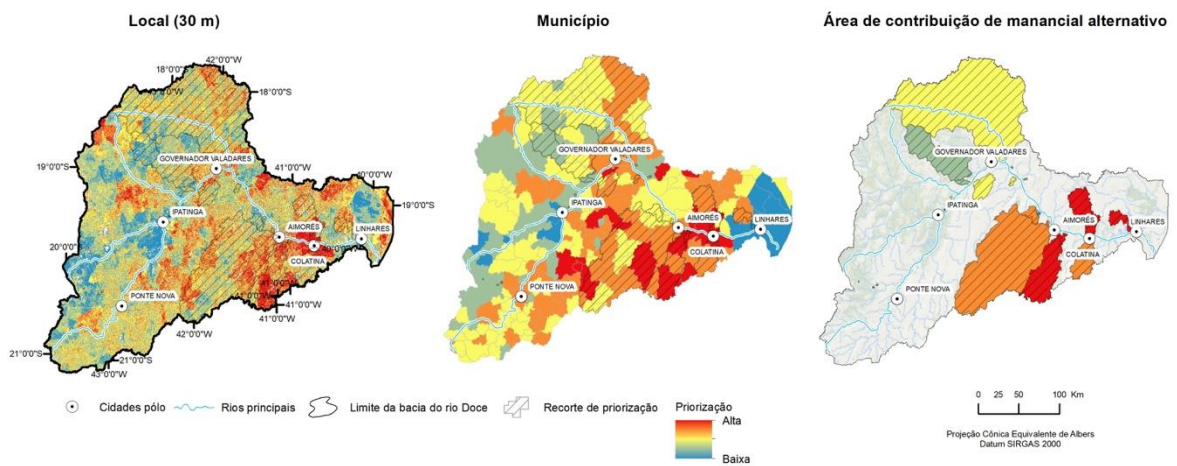 Local (30 m)
Município
Área de contribuição de manancial alternativo
42°0'0"W
18°0'0"S
18°0'0"S
19°0'0"S
GOVERNADOR VALADARES
41°0'0"W
40°0'0"W
19°0'0"S
IPATINGA
AIMORÉS
LINHARES
COLATINA
20°0'0"S
PONTE NOVA
41°0'0"W
42°0'0"W
21°0'0"S
21°0'0"S
43°0'0"W
GOVERNADOR VALADARES
IPATINGA
AIMORÉS
LINHARES
COLATINA
PONTE NOVA
GOVERNADOR VALADARES
IPATINGA
AIMORÉS
LINHARES
COLATINA
PONTE NOVA
Cidades pólo
Rios principais
Limite da bacia do rio Doce
Recorte de priorização
Priorização
Alta
Baixa
0 25 50 100 Km
Projeção Cônica Equivalente de Albers
Datum SIRGAS 2000